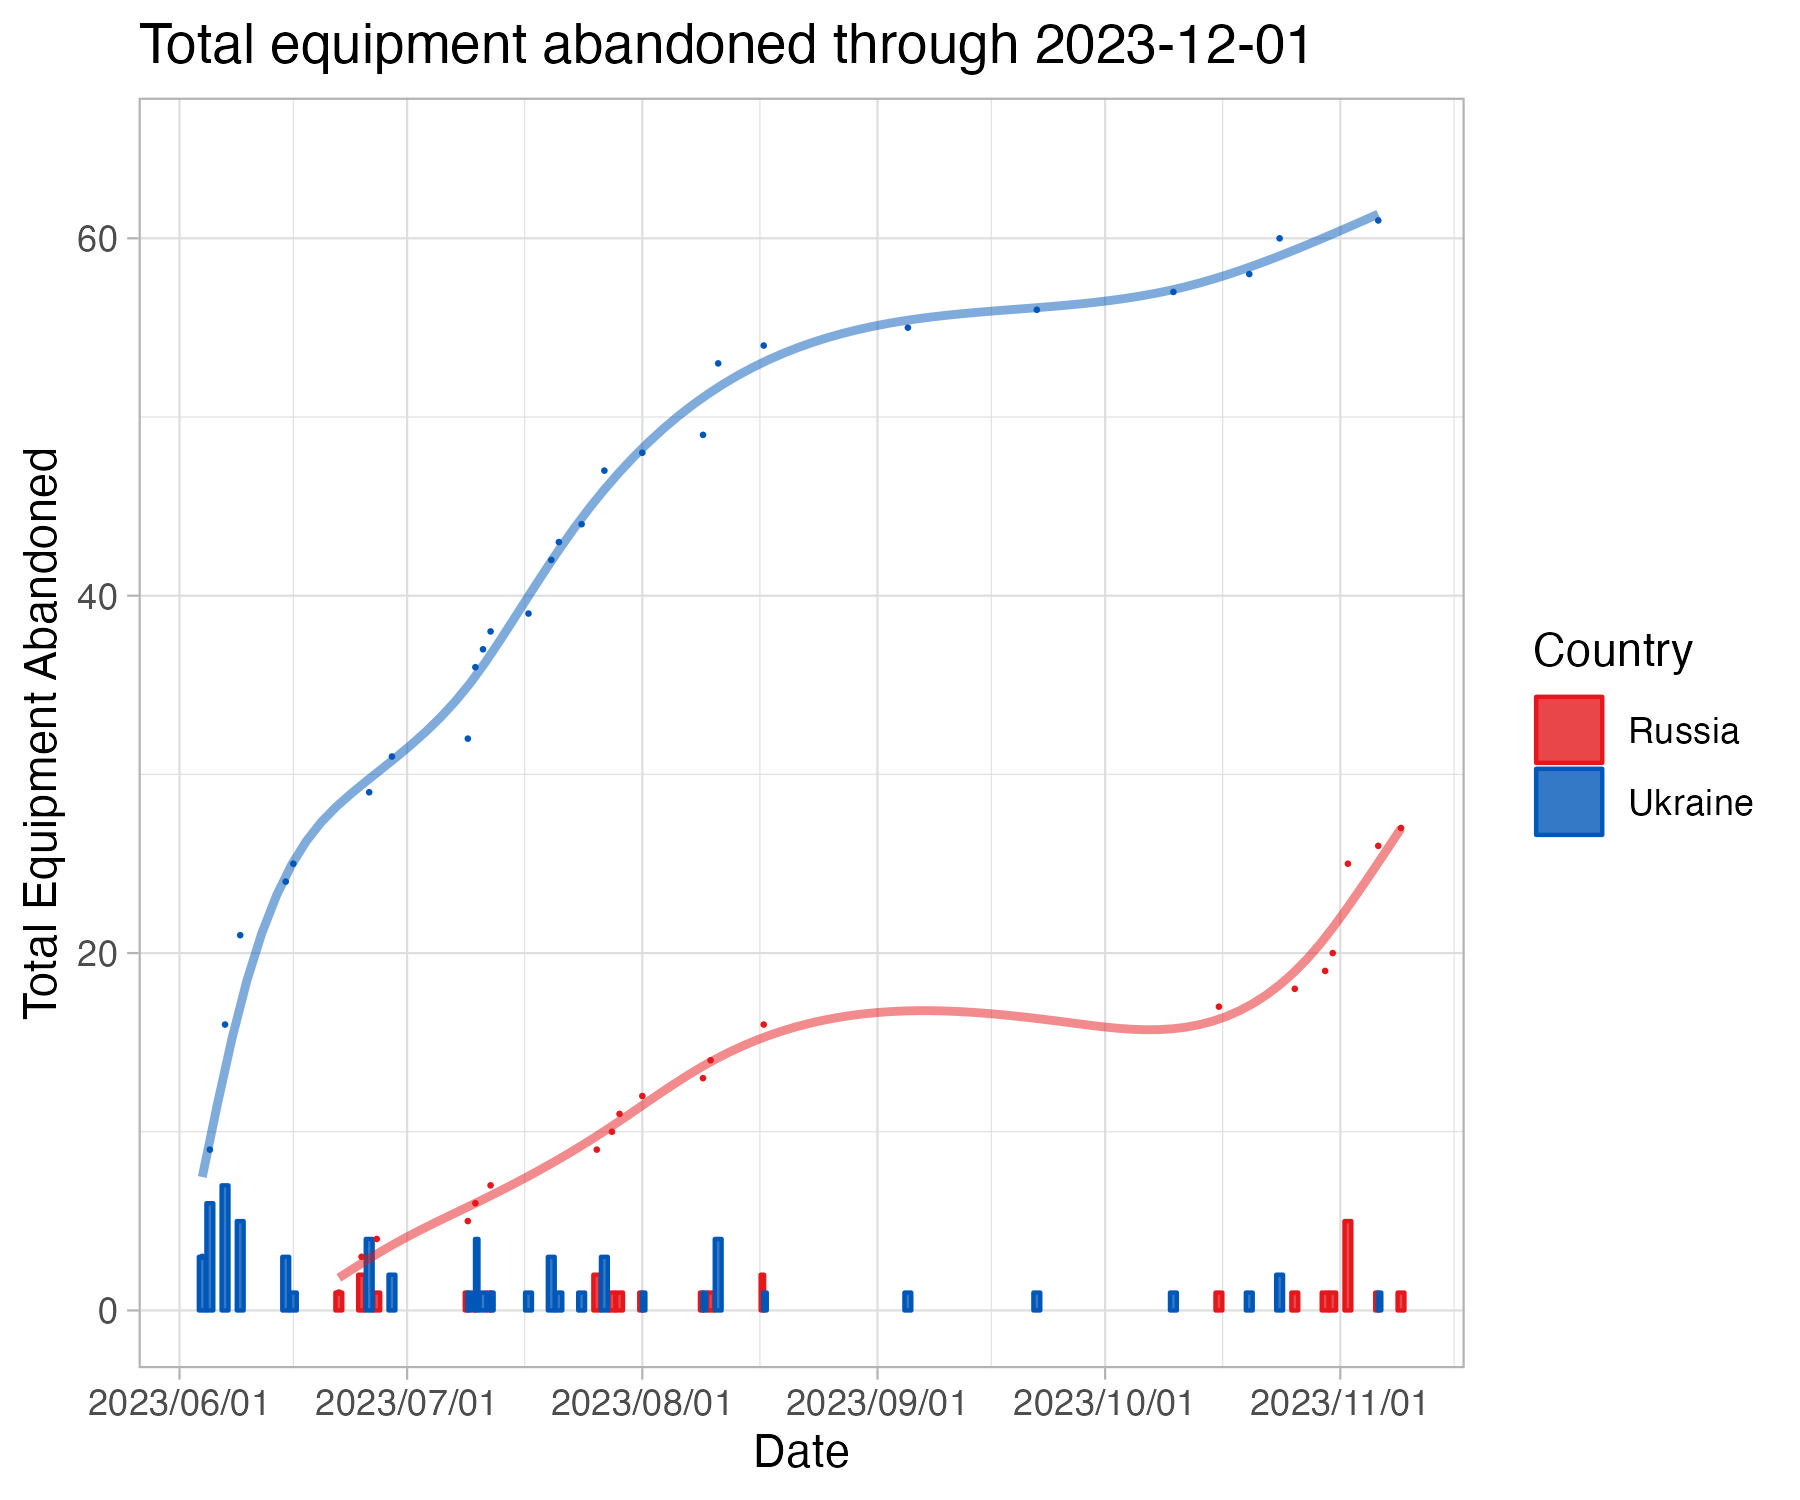 Total equipment abandoned through 2023-12-01
Total Equipment Abandoned
60
40
20
0
2023/06/01 2023/07/01 2023/08/01 2023/09/01 2023/10/01 2023/11/01
Date
Country
Russia
Ukraine